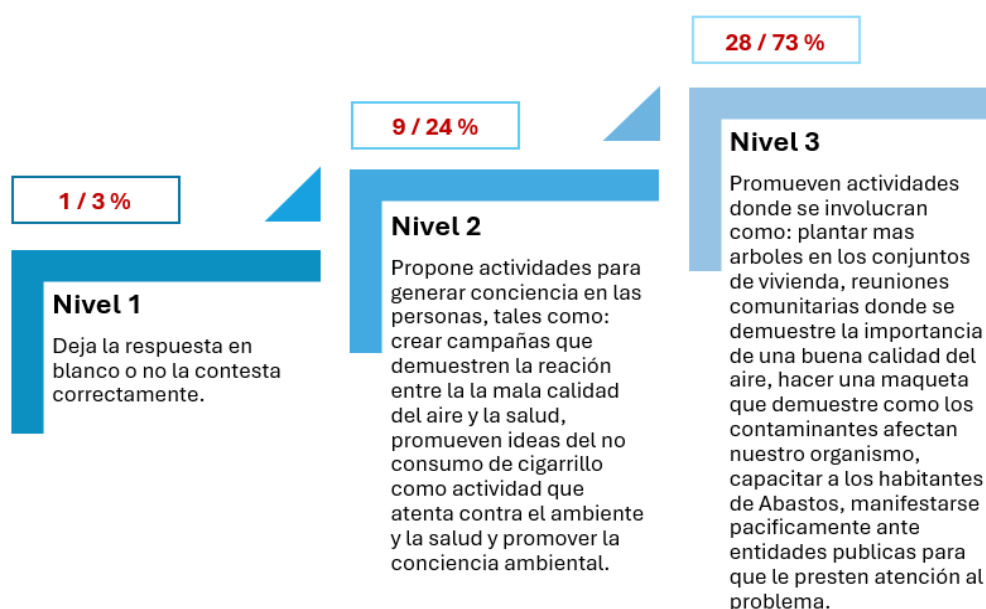 1 / 3 %
Nivel 1
Deja la respuesta en
blanco o no la contesta
correctamente.
9 / 24 %
Nivel 2
Propone actividades para
generar conciencia en las
personas, tales como:
crear campañas que
demuestren la reación
entre la la mala calidad
del aire y la salud,
promueven ideas del no
consumo de cigarrillo
como actividad que
atenta contra el ambiente
y la salud y promover la
conciencia ambiental.
28 / 73 %
Nivel 3
Promueven actividades
donde se involucran
como: plantar mas
arboles en los conjuntos
de vivienda, reuniones
comunitarias donde se
demuestre la importancia
de una buena calidad del
aire, hacer una maqueta
que demuestre como los
contaminantes afectan
nuestro organismo,
capacitar a los habitantes
de Abastos, manifestarse
pacificamente ante
entidades publicas para
que le presten atención al
problema.